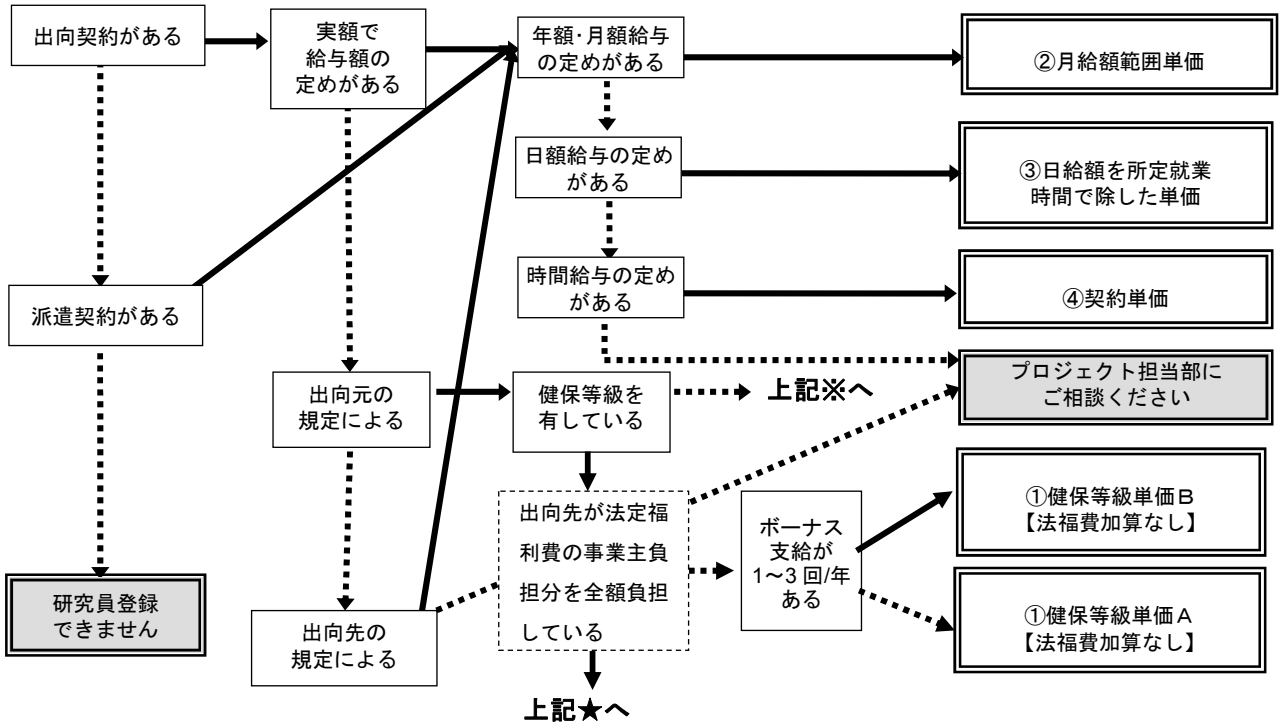 出向契約がある
実額で
給与額の
定めがある
年額・月額給与
の定めがある
②月給額範囲単価
日額給与の定め
がある
③日給額を所定就業
時間で除した単価
派遣契約がある
時間給与の定め
がある
④契約単価
プロジェクト担当部に
ご相談ください
出向元の
規定による
健保等級を
有している
上記※へ
出向先が法定福
利費の事業主負
担分を全額負担
している
ボーナス
支給が
1～3回/年
ある
①健保等級単価B
【法福費加算なし】
①健保等級単価A
【法福費加算なし】
研究員登録
できません
出向先の
規定による
上記★へ